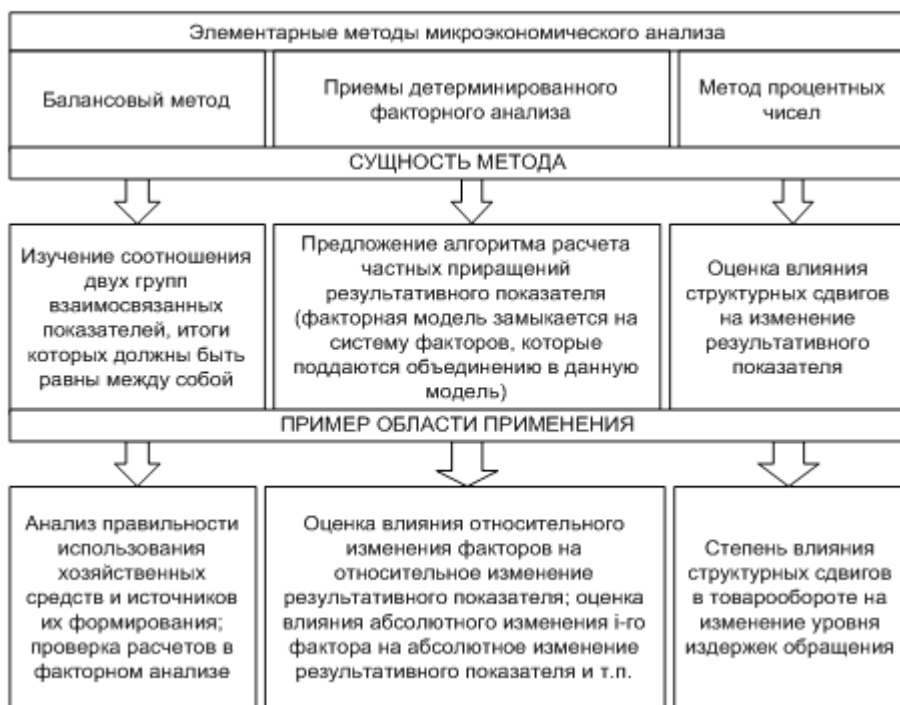 Элементарные методы микроэкономического анализа
Балансовый метод
Приемы детерминированного
факторного анализа
Метод процентных
чисел
СУЩНОСТЬ МЕТОДА
Изучение соотношения
двух групп
взаимосвязанных
показателей, итоги
которых должны быть
равны между собой
Предложение алгоритма расчета
частных приращений
результативного показателя
(факторная модель замыкается на
систему факторов, которые
поддаются объединению в данную
модель)
Оценка влияния
структурных сдвигов
на изменение
результативного
показателя
ПРИМЕР ОБЛАСТИ ПРИМЕНЕНИЯ
Анализ правильности
использования
хозяйственных
средств и источников
их формирования;
проверка расчетов в
факторном анализе
Оценка влияния относительного
изменения факторов на
относительное изменение
результативного показателя; оценка
влияния абсолютного изменения i-го
фактора на абсолютное изменение
результативного показателя и т.п.
Степень влияния
структурных сдвигов
в товарообороте на
изменение уровня
издержек обращения